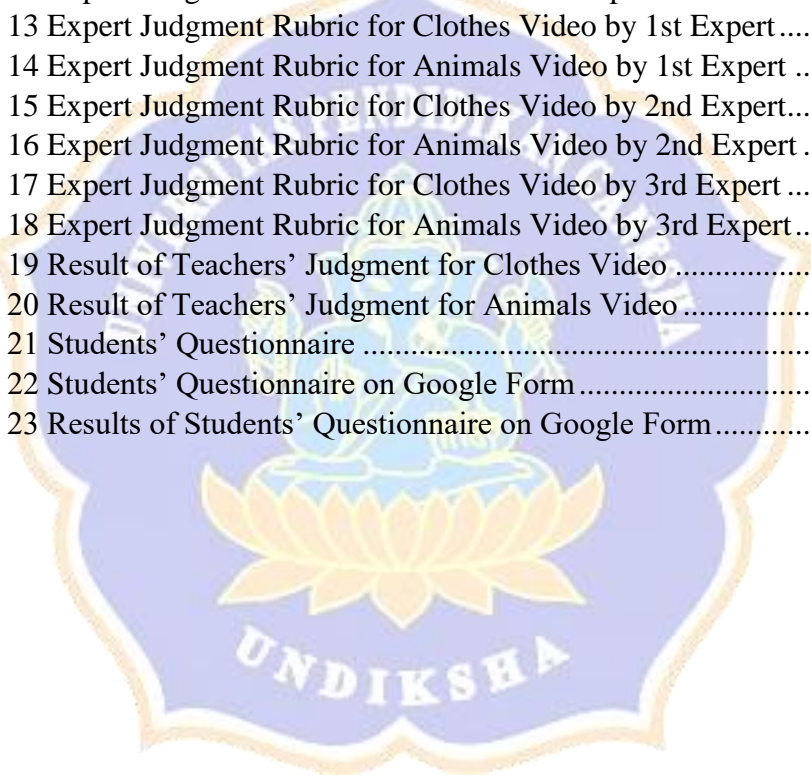 13 Expert Judgment Rubric for Clothes Video by 1st Expert ....
14 Expert Judgment Rubric for Animals Video by 1st Expert ..
15 Expert Judgment Rubric for Clothes Video by 2nd Expert...
16 Expert Judgment Rubric for Animals Video by 2nd Expert .
17 Expert Judgment Rubric for Clothes Video by 3rd Expert ...
18 Expert Judgment Rubric for Animals Video by 3rd Expert ..
19 Result of Teachers’ Judgment for Clothes Video .................
20 Result of Teachers’ Judgment for Animals Video ................
21 Students’ Questionnaire .........................................................
22 Students’ Questionnaire on Google Form .............................
23 Results of Students’ Questionnaire on Google Form ............
UNIVERSITAS PENDIDIKAN GANESHA
UNDIKSHA